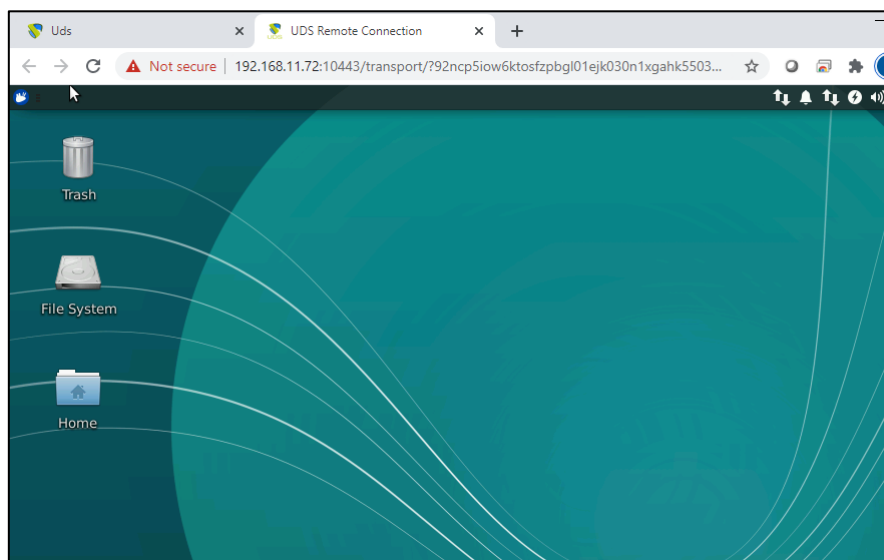 Uds
UDS Remote Connection
Not secure
192.168.11.72:10443/transport/?92ncp5iow6ktosfzpbgl01ejk030n1xgahk5503...
Trash
File System
Home